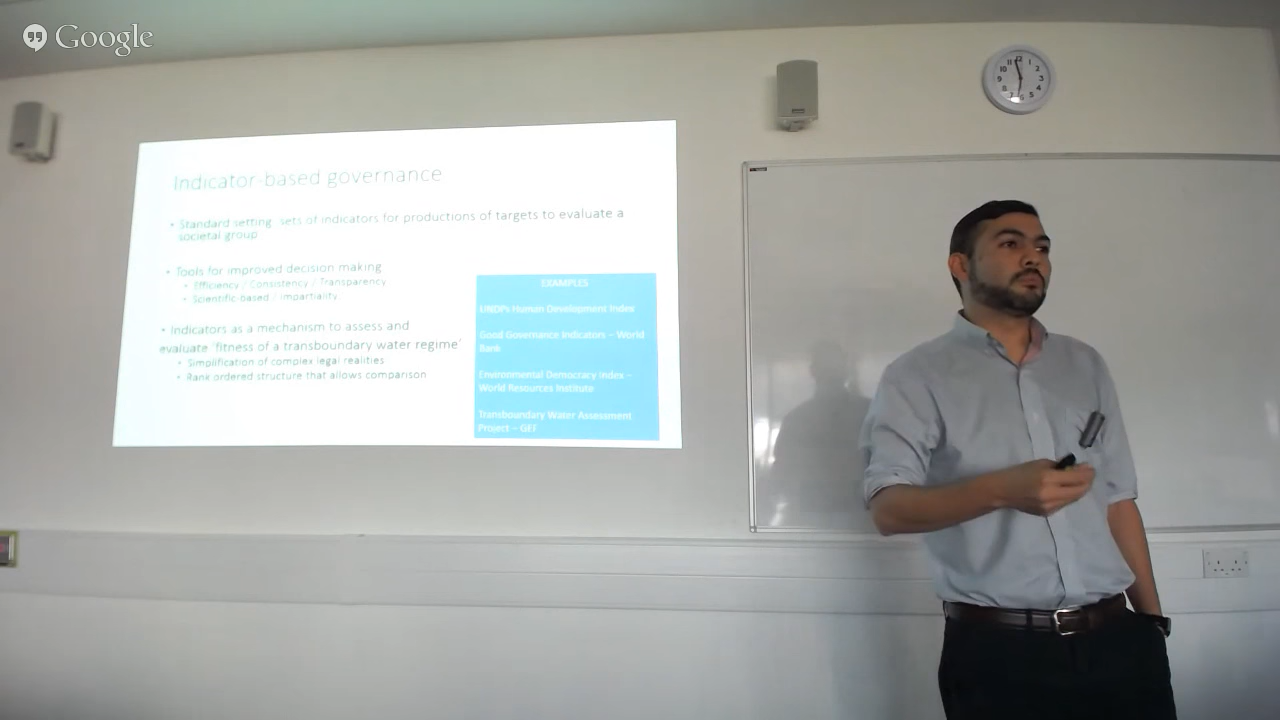 Google
Indicator-based governance
• Standard setting: sets of indicators for productions of targets to evaluate a
societal group
• Tools for improved decision making
• Efficiency / Consistency / Transparency
• Scientific-based / impartiality
• Indicators as a mechanism to assess and
evaluate 'fitness of a transboundary water regime'
• Simplification of complex legal realities
• Rank ordered structure that allows comparison
EXAMPLES
UNDPs Human Development Index
Good Governance Indicators – World
Bank
Environmental Democracy Index –
World Resources Institute
Transboundary Water Assessment
Project – GEF